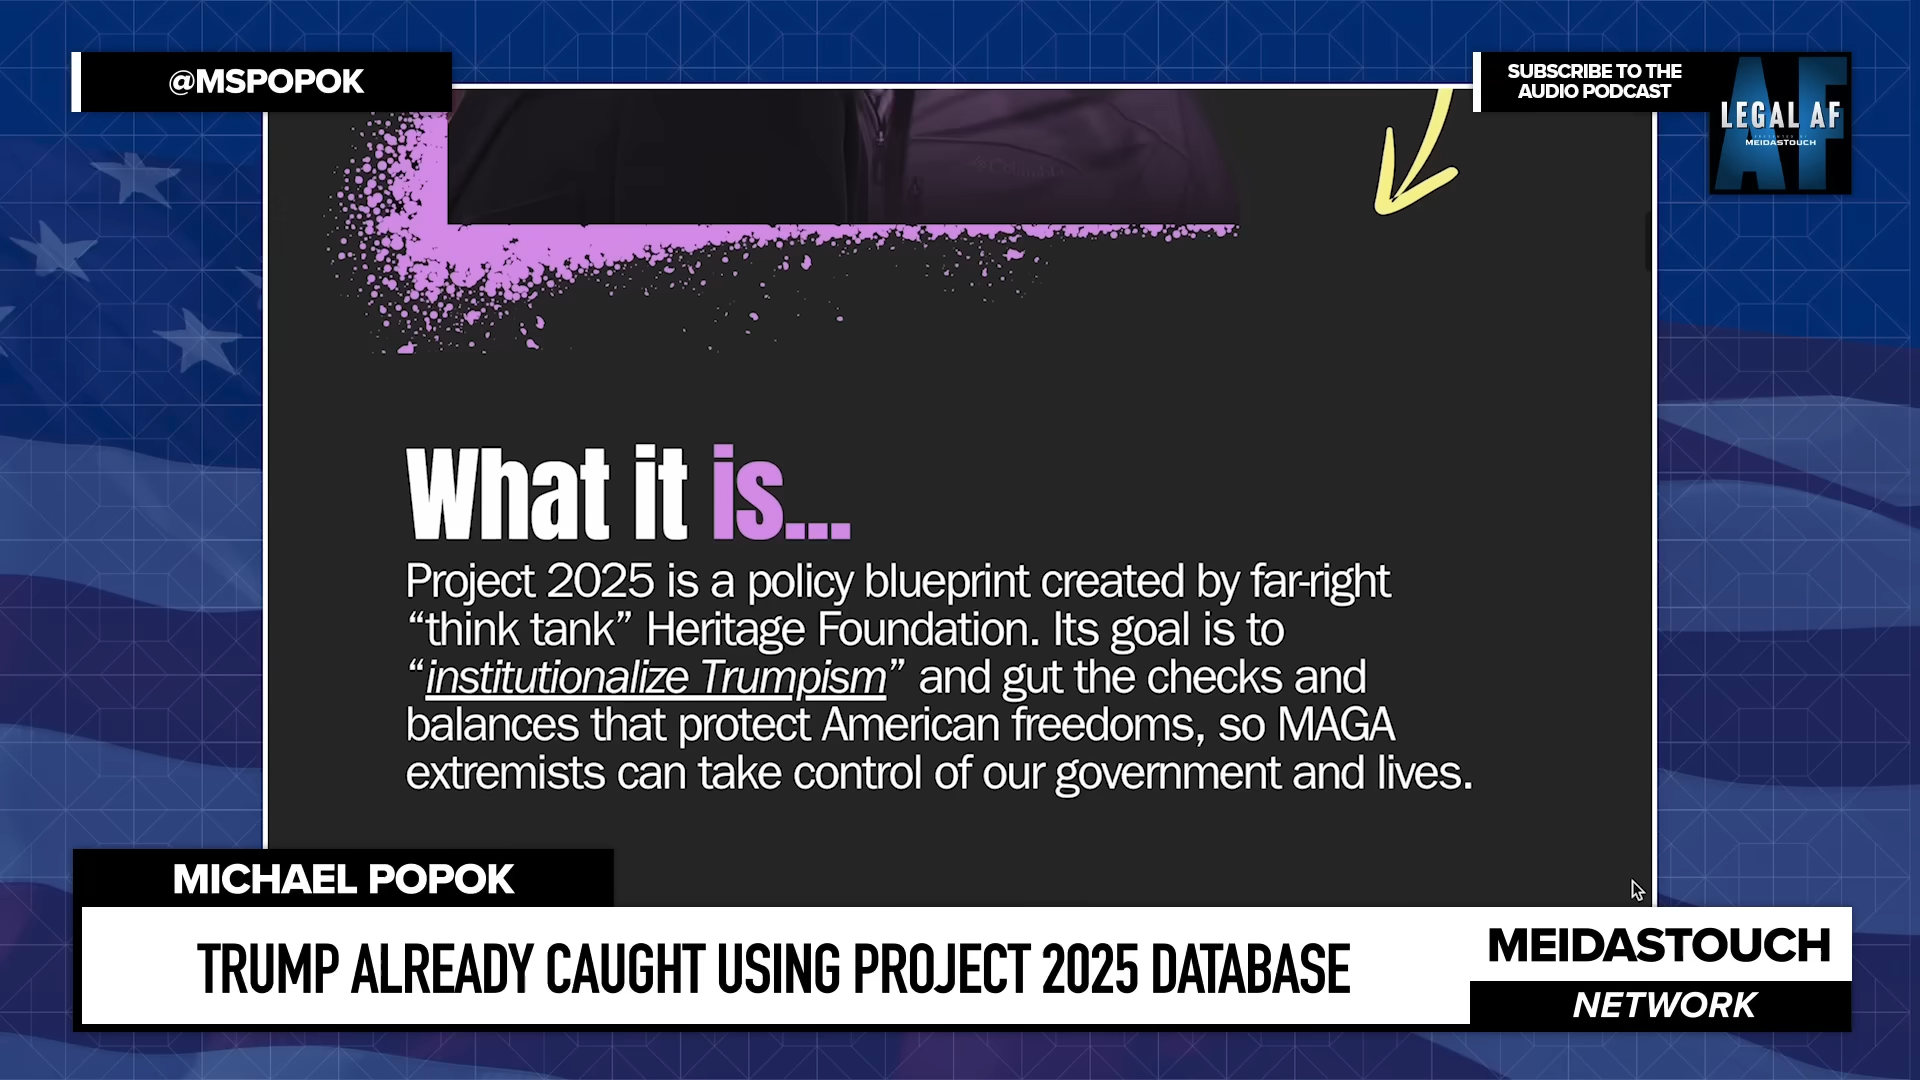 @MSPOPOK
SUBSCRIBE TO THE
AUDIO PODCAST
LEGAL AF
MEIDASTOUCH
Columbia
What it is...
Project 2025 is a policy blueprint created by far-right
“think tank” Heritage Foundation. Its goal is to
“institutionalize Trumpism” and gut the checks and
balances that protect American freedoms, so MAGA
extremists can take control of our government and lives.
MICHAEL POPOK
TRUMP ALREADY CAUGHT USING PROJECT 2025 DATABASE
MEIDASTOUCH
NETWORK